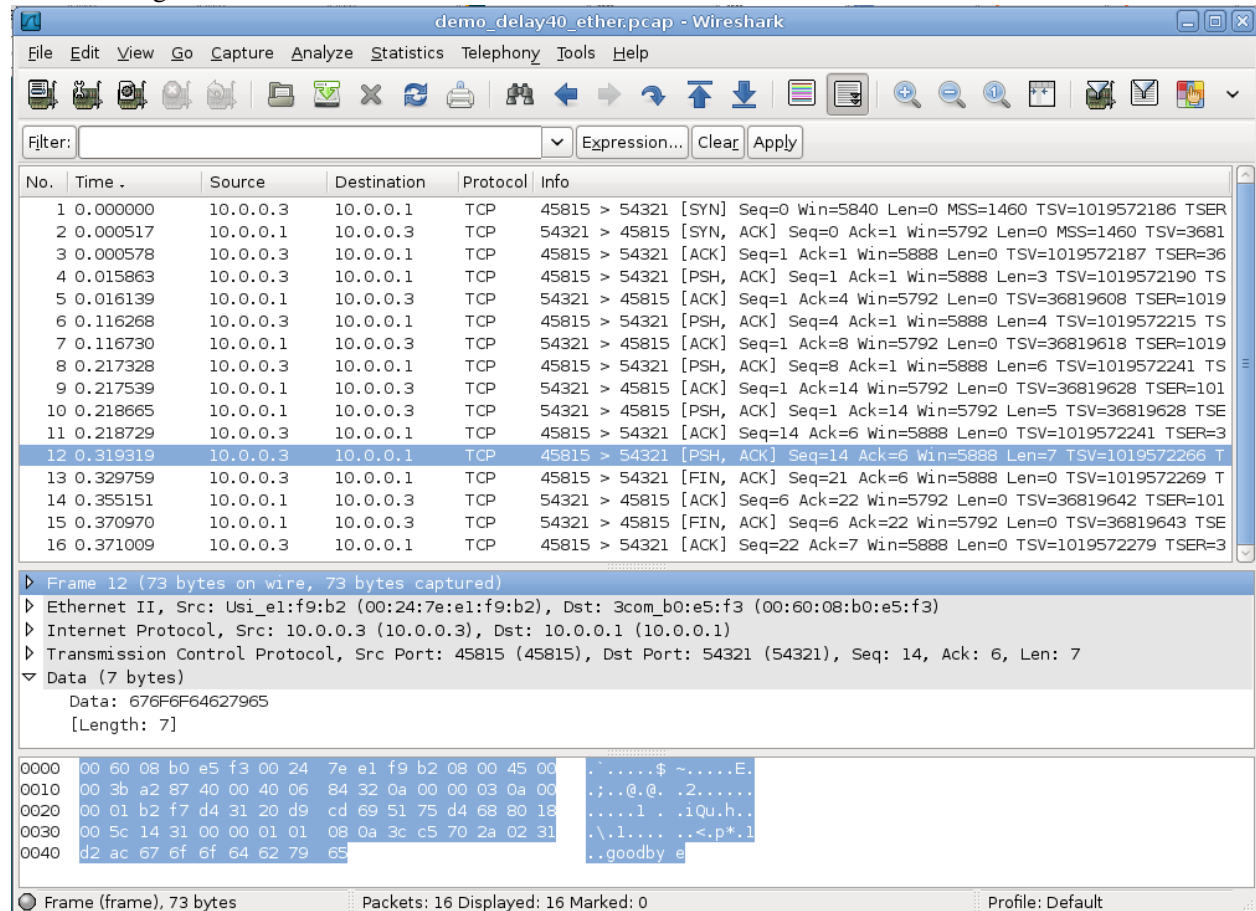 demo_delay40_ether.pcap - Wireshark
File Edit View Go Capture Analyze Statistics Telephony Tools Help
Filter: Expression... Clear Apply
No. Time . Source Destination Protocol Info
1 0.000000 10.0.0.3 10.0.0.1 TCP 45815 > 54321 [SYN] Seq=0 Win=5840 Len=0 MSS=1460 TSV=1019572186 TSER
2 0.000517 10.0.0.1 10.0.0.3 TCP 54321 > 45815 [SYN, ACK] Seq=0 Ack=1 Win=5792 Len=0 MSS=1460 TSV=3681
3 0.000578 10.0.0.3 10.0.0.1 TCP 45815 > 54321 [ACK] Seq=1 Ack=1 Win=5888 Len=0 TSV=1019572187 TSER=36
4 0.015863 10.0.0.3 10.0.0.1 TCP 45815 > 54321 [PSH, ACK] Seq=1 Ack=1 Win=5888 Len=3 TSV=1019572190 TS
5 0.016139 10.0.0.1 10.0.0.3 TCP 54321 > 45815 [ACK] Seq=1 Ack=4 Win=5792 Len=0 TSV=36819608 TSER=1019
6 0.116268 10.0.0.3 10.0.0.1 TCP 45815 > 54321 [PSH, ACK] Seq=4 Ack=1 Win=5888 Len=4 TSV=1019572215 TS
7 0.116730 10.0.0.1 10.0.0.3 TCP 54321 > 45815 [ACK] Seq=1 Ack=8 Win=5792 Len=0 TSV=36819618 TSER=1019
8 0.217328 10.0.0.3 10.0.0.1 TCP 45815 > 54321 [PSH, ACK] Seq=8 Ack=1 Win=5888 Len=6 TSV=1019572241 TS
9 0.217539 10.0.0.1 10.0.0.3 TCP 54321 > 45815 [ACK] Seq=1 Ack=14 Win=5792 Len=0 TSV=36819628 TSER=101
10 0.218665 10.0.0.1 10.0.0.3 TCP 54321 > 45815 [PSH, ACK] Seq=1 Ack=14 Win=5792 Len=5 TSV=36819628 TSE
11 0.218729 10.0.0.3 10.0.0.1 TCP 45815 > 54321 [ACK] Seq=14 Ack=6 Win=5888 Len=0 TSV=1019572241 TSER=3
12 0.319319 10.0.0.3 10.0.0.1 TCP 45815 > 54321 [PSH, ACK] Seq=14 Ack=6 Win=5888 Len=7 TSV=1019572266 T
13 0.329759 10.0.0.3 10.0.0.1 TCP 45815 > 54321 [FIN, ACK] Seq=21 Ack=6 Win=5888 Len=0 TSV=1019572269 T
14 0.355151 10.0.0.1 10.0.0.3 TCP 54321 > 45815 [ACK] Seq=6 Ack=22 Win=5792 Len=0 TSV=36819642 TSER=101
15 0.370970 10.0.0.1 10.0.0.3 TCP 54321 > 45815 [FIN, ACK] Seq=6 Ack=22 Win=5792 Len=0 TSV=36819643 TSE
16 0.371009 10.0.0.3 10.0.0.1 TCP 45815 > 54321 [ACK] Seq=22 Ack=7 Win=5888 Len=0 TSV=1019572279 TSER=3
Frame 12 (73 bytes on wire, 73 bytes captured)
Ethernet II, Src: Usi_e1:f9:b2 (00:24:7e:e1:f9:b2), Dst: 3com_b0:e5:f3 (00:60:08:b0:e5:f3)
Internet Protocol, Src: 10.0.0.3 (10.0.0.3), Dst: 10.0.0.1 (10.0.0.1)
Transmission Control Protocol, Src Port: 45815 (45815), Dst Port: 54321 (54321), Seq: 14, Ack: 6, Len: 7
Data (7 bytes)
Data: 676F6F64627965
[Length: 7]
0000 00 60 08 b0 e5 f3 00 24 7e e1 f9 b2 08 00 45 00 .`.....$ ~.....E.
0010 00 3b a2 87 40 00 40 06 84 32 0a 00 00 03 0a 00 .;..@.@. .2......
0020 00 01 b2 f7 d4 31 20 d9 cd 69 51 75 d4 68 80 18 .....1 . .iQu.h..
0030 00 5c 14 31 00 00 01 01 08 0a 3c c5 70 2a 02 31 .\.1.... ..<.p*.1
0040 d2 ac 67 6f 6f 64 62 79 65 ..goodby e
Frame (frame), 73 bytes Packets: 16 Displayed: 16 Marked: 0 Profile: Default